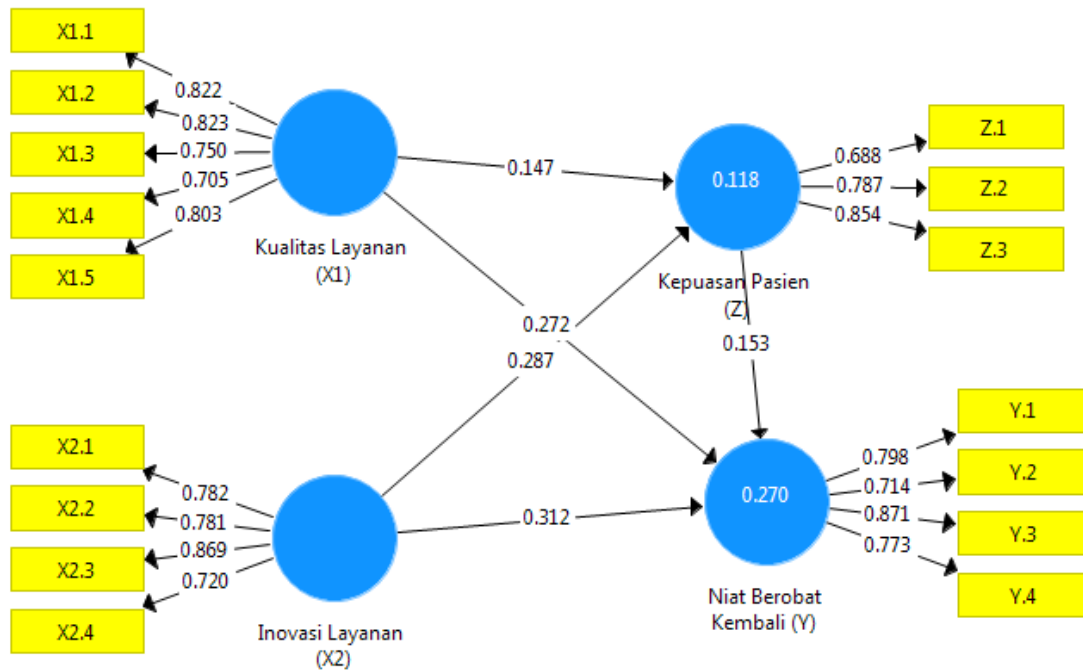 X1.1
X1.2
X1.3
X1.4
X1.5
0.822
0.823
0.750
0.705
0.803
Kualitas Layanan
(X1)
0.147
0.118
Kepuasan Pasien
(Z)
0.688
0.787
0.854
Z.1
Z.2
Z.3
0.272
0.287
0.153
X2.1
X2.2
X2.3
X2.4
0.782
0.781
0.869
0.720
Inovasi Layanan
(X2)
0.312
0.270
Niat Berobat
Kembali (Y)
0.798
0.714
0.871
0.773
Y.1
Y.2
Y.3
Y.4